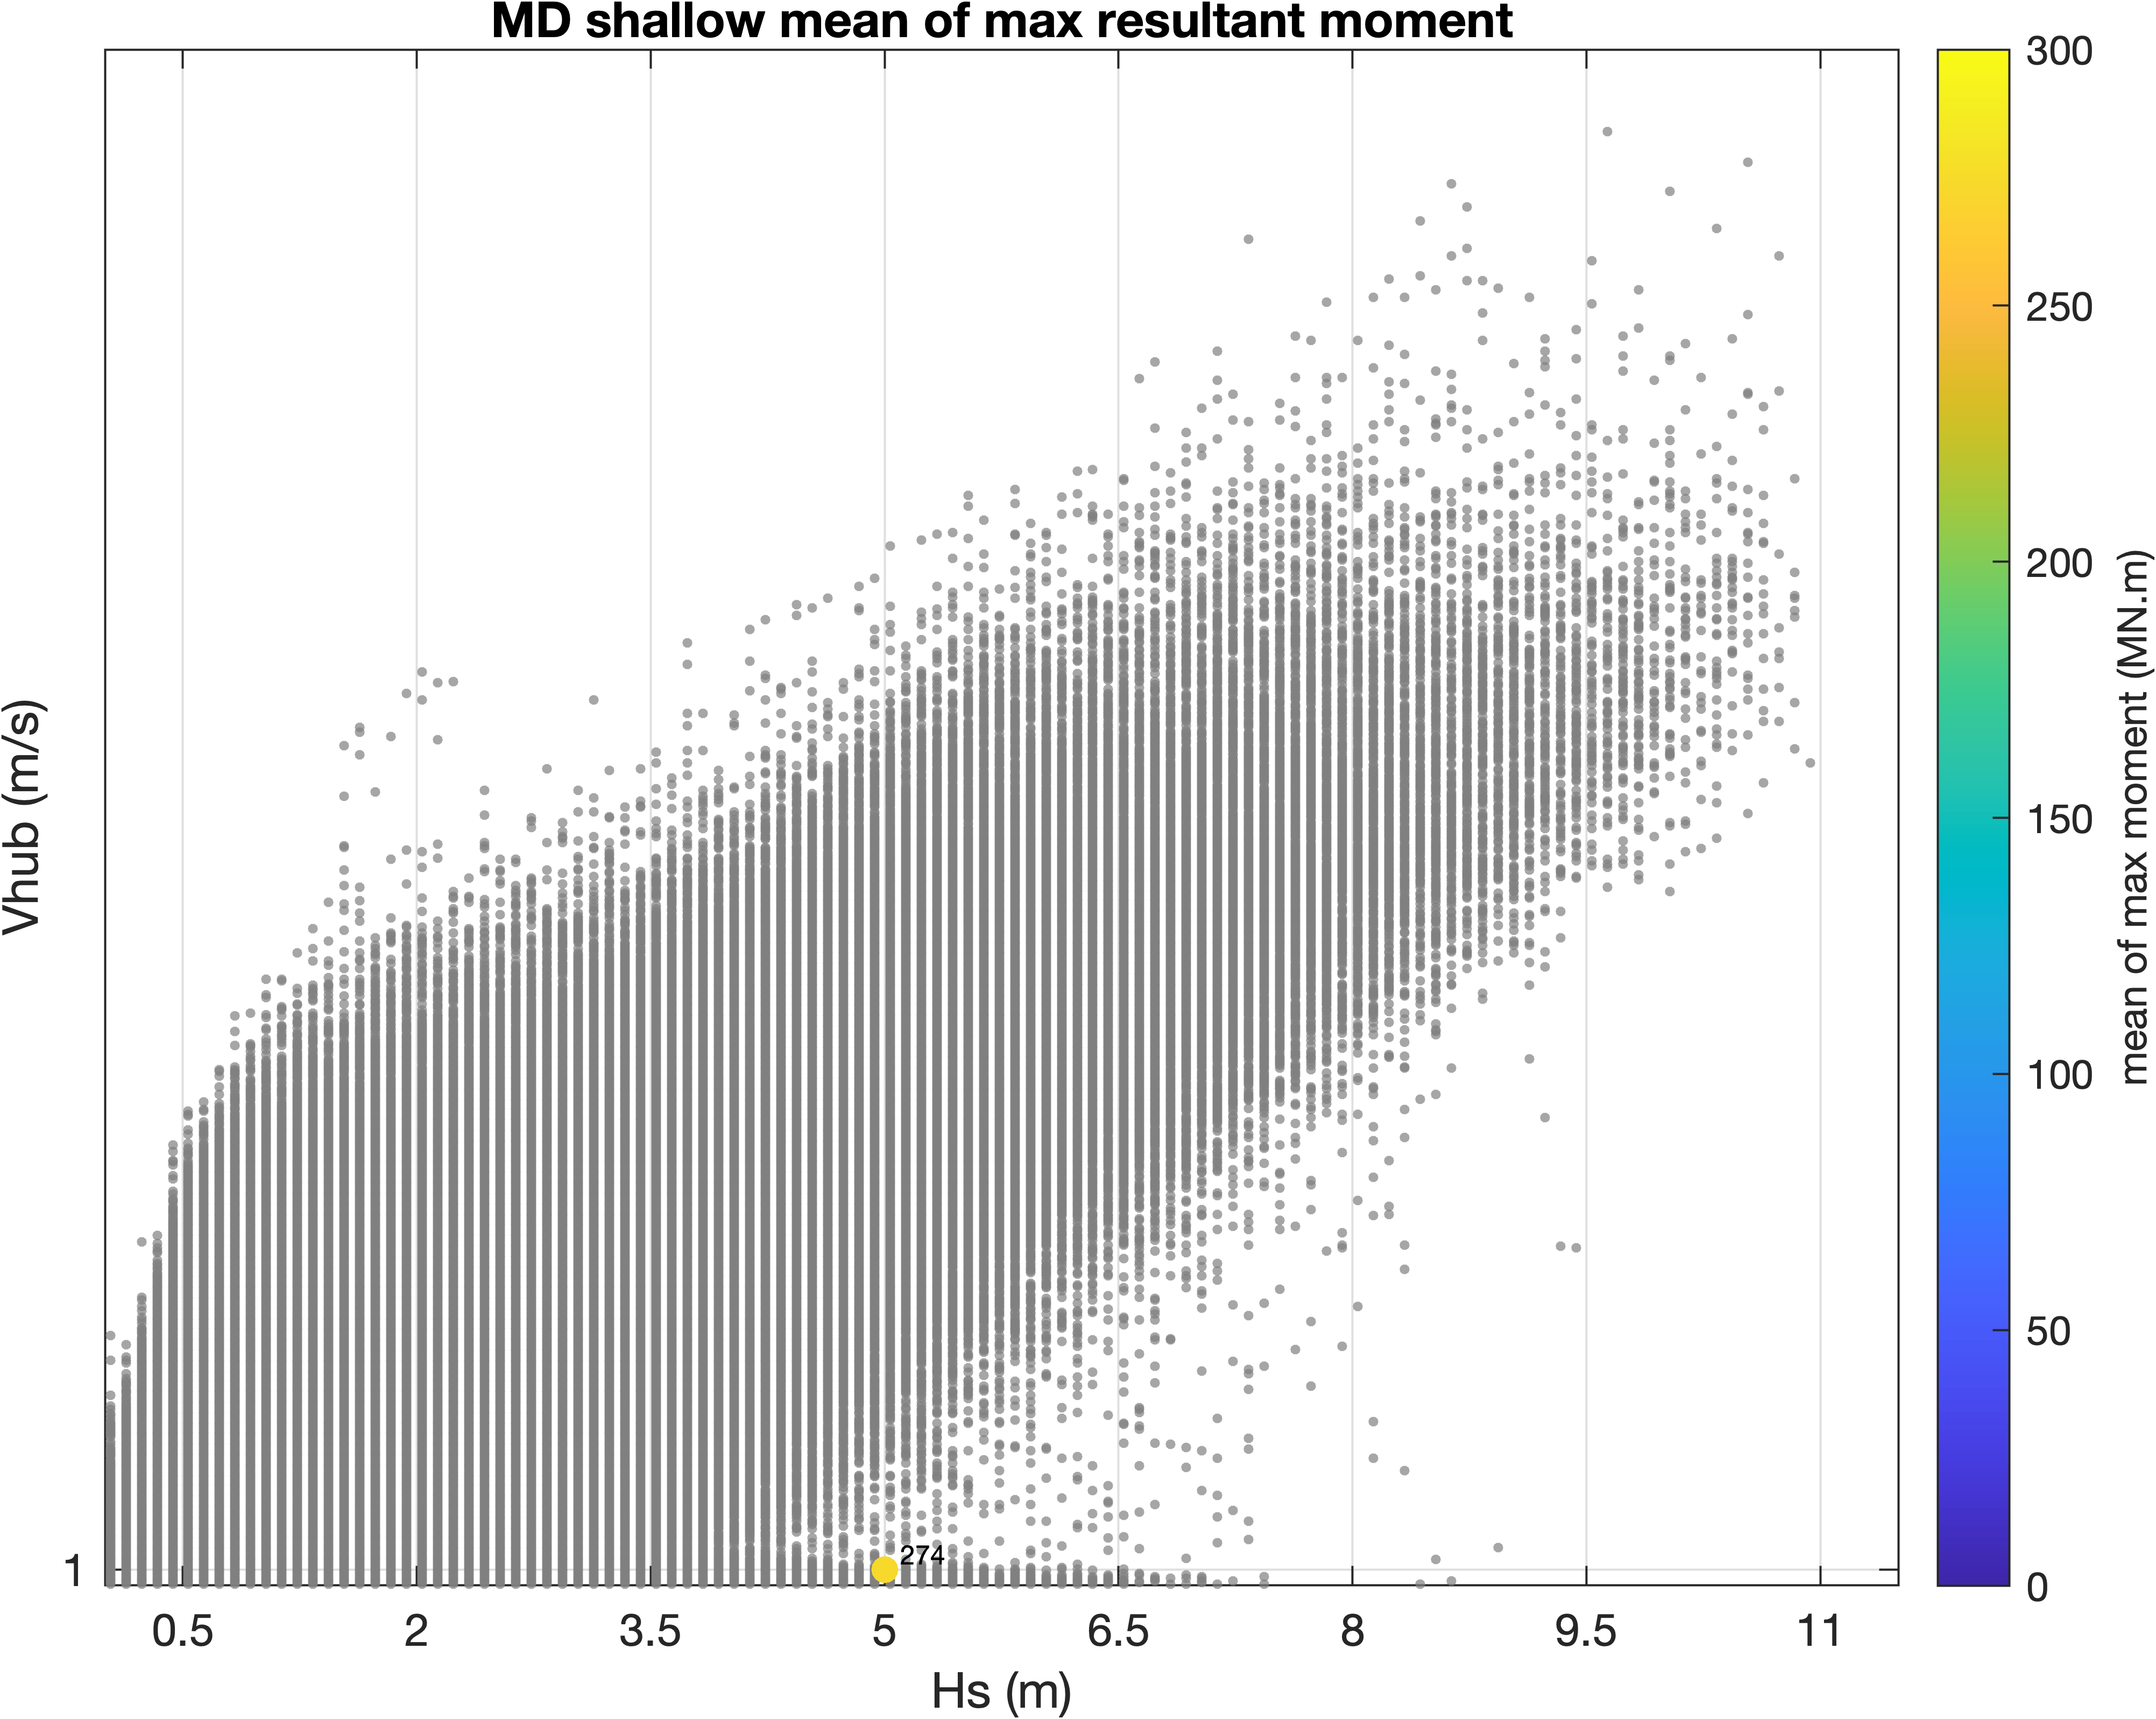 MD shallow mean of max resultant moment
Vhub (m/s)
1
274
0.5 2 3.5 5 6.5 8 9.5 11
Hs (m)
300
250
200
150
100
50
0
mean of max moment (MN.m)